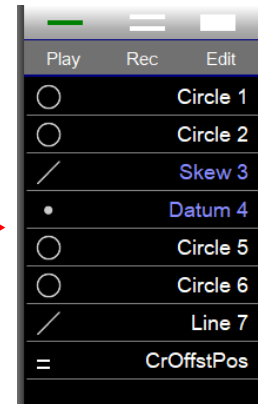 Play Rec Edit
Circle 1
Circle 2
Skew 3
Datum 4
Circle 5
Circle 6
Line 7
= CrOffstPos